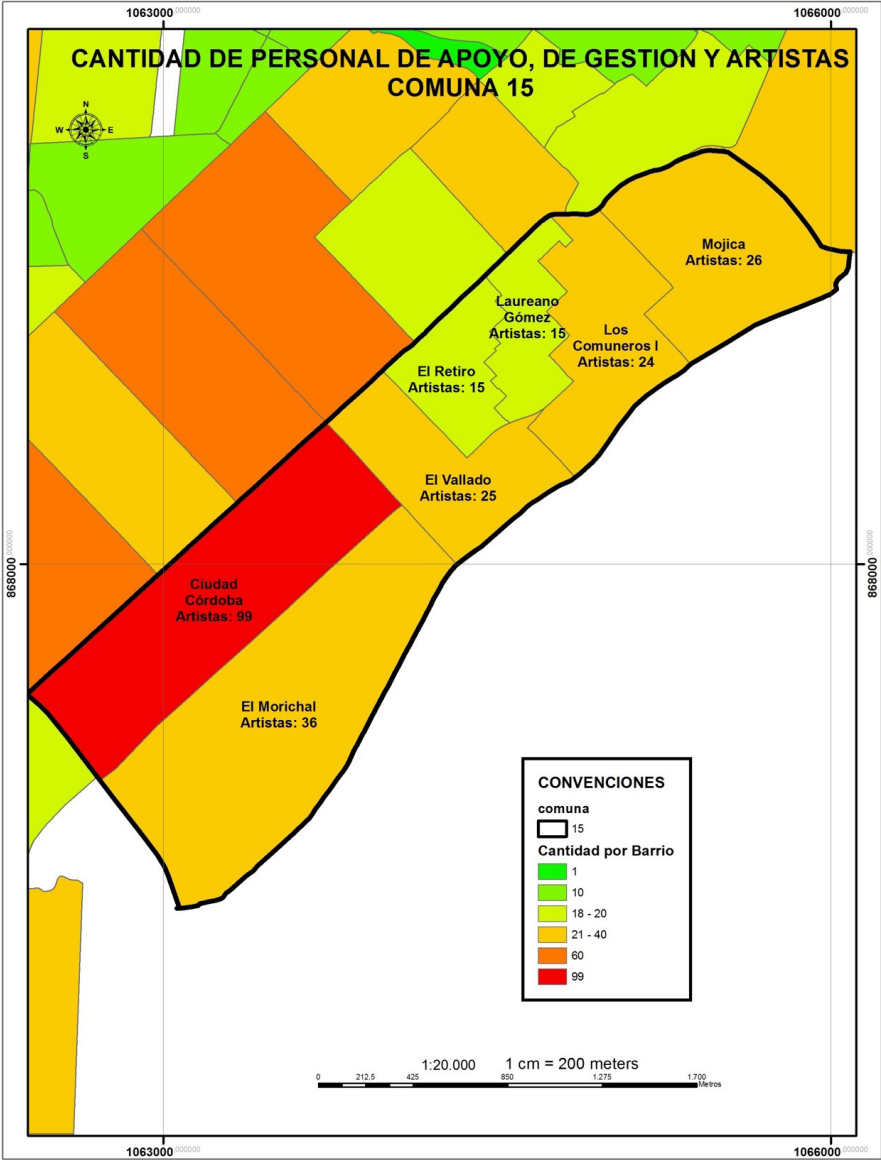 1063000.000000
1066000.000000
CANTIDAD DE PERSONAL DE APOYO, DE GESTION Y ARTISTAS
COMUNA 15
N
W
E
S
Mojica
Artistas: 26
Laureano
Gómez
Artistas: 15
Los
Comuneros I
Artistas: 24
El Retiro
Artistas: 15
El Vallado
Artistas: 25
868000.000000
868000.000000
Ciudad
Córdoba
Artistas: 99
El Morichal
Artistas: 36
CONVENCIONES
comuna
15
Cantidad por Barrio
1
10
18 - 20
21 - 40
60
99
1:20.000 1 cm = 200 meters
0 212.5 425 850 1.275 1.700
Metros
1063000.000000
1066000.000000